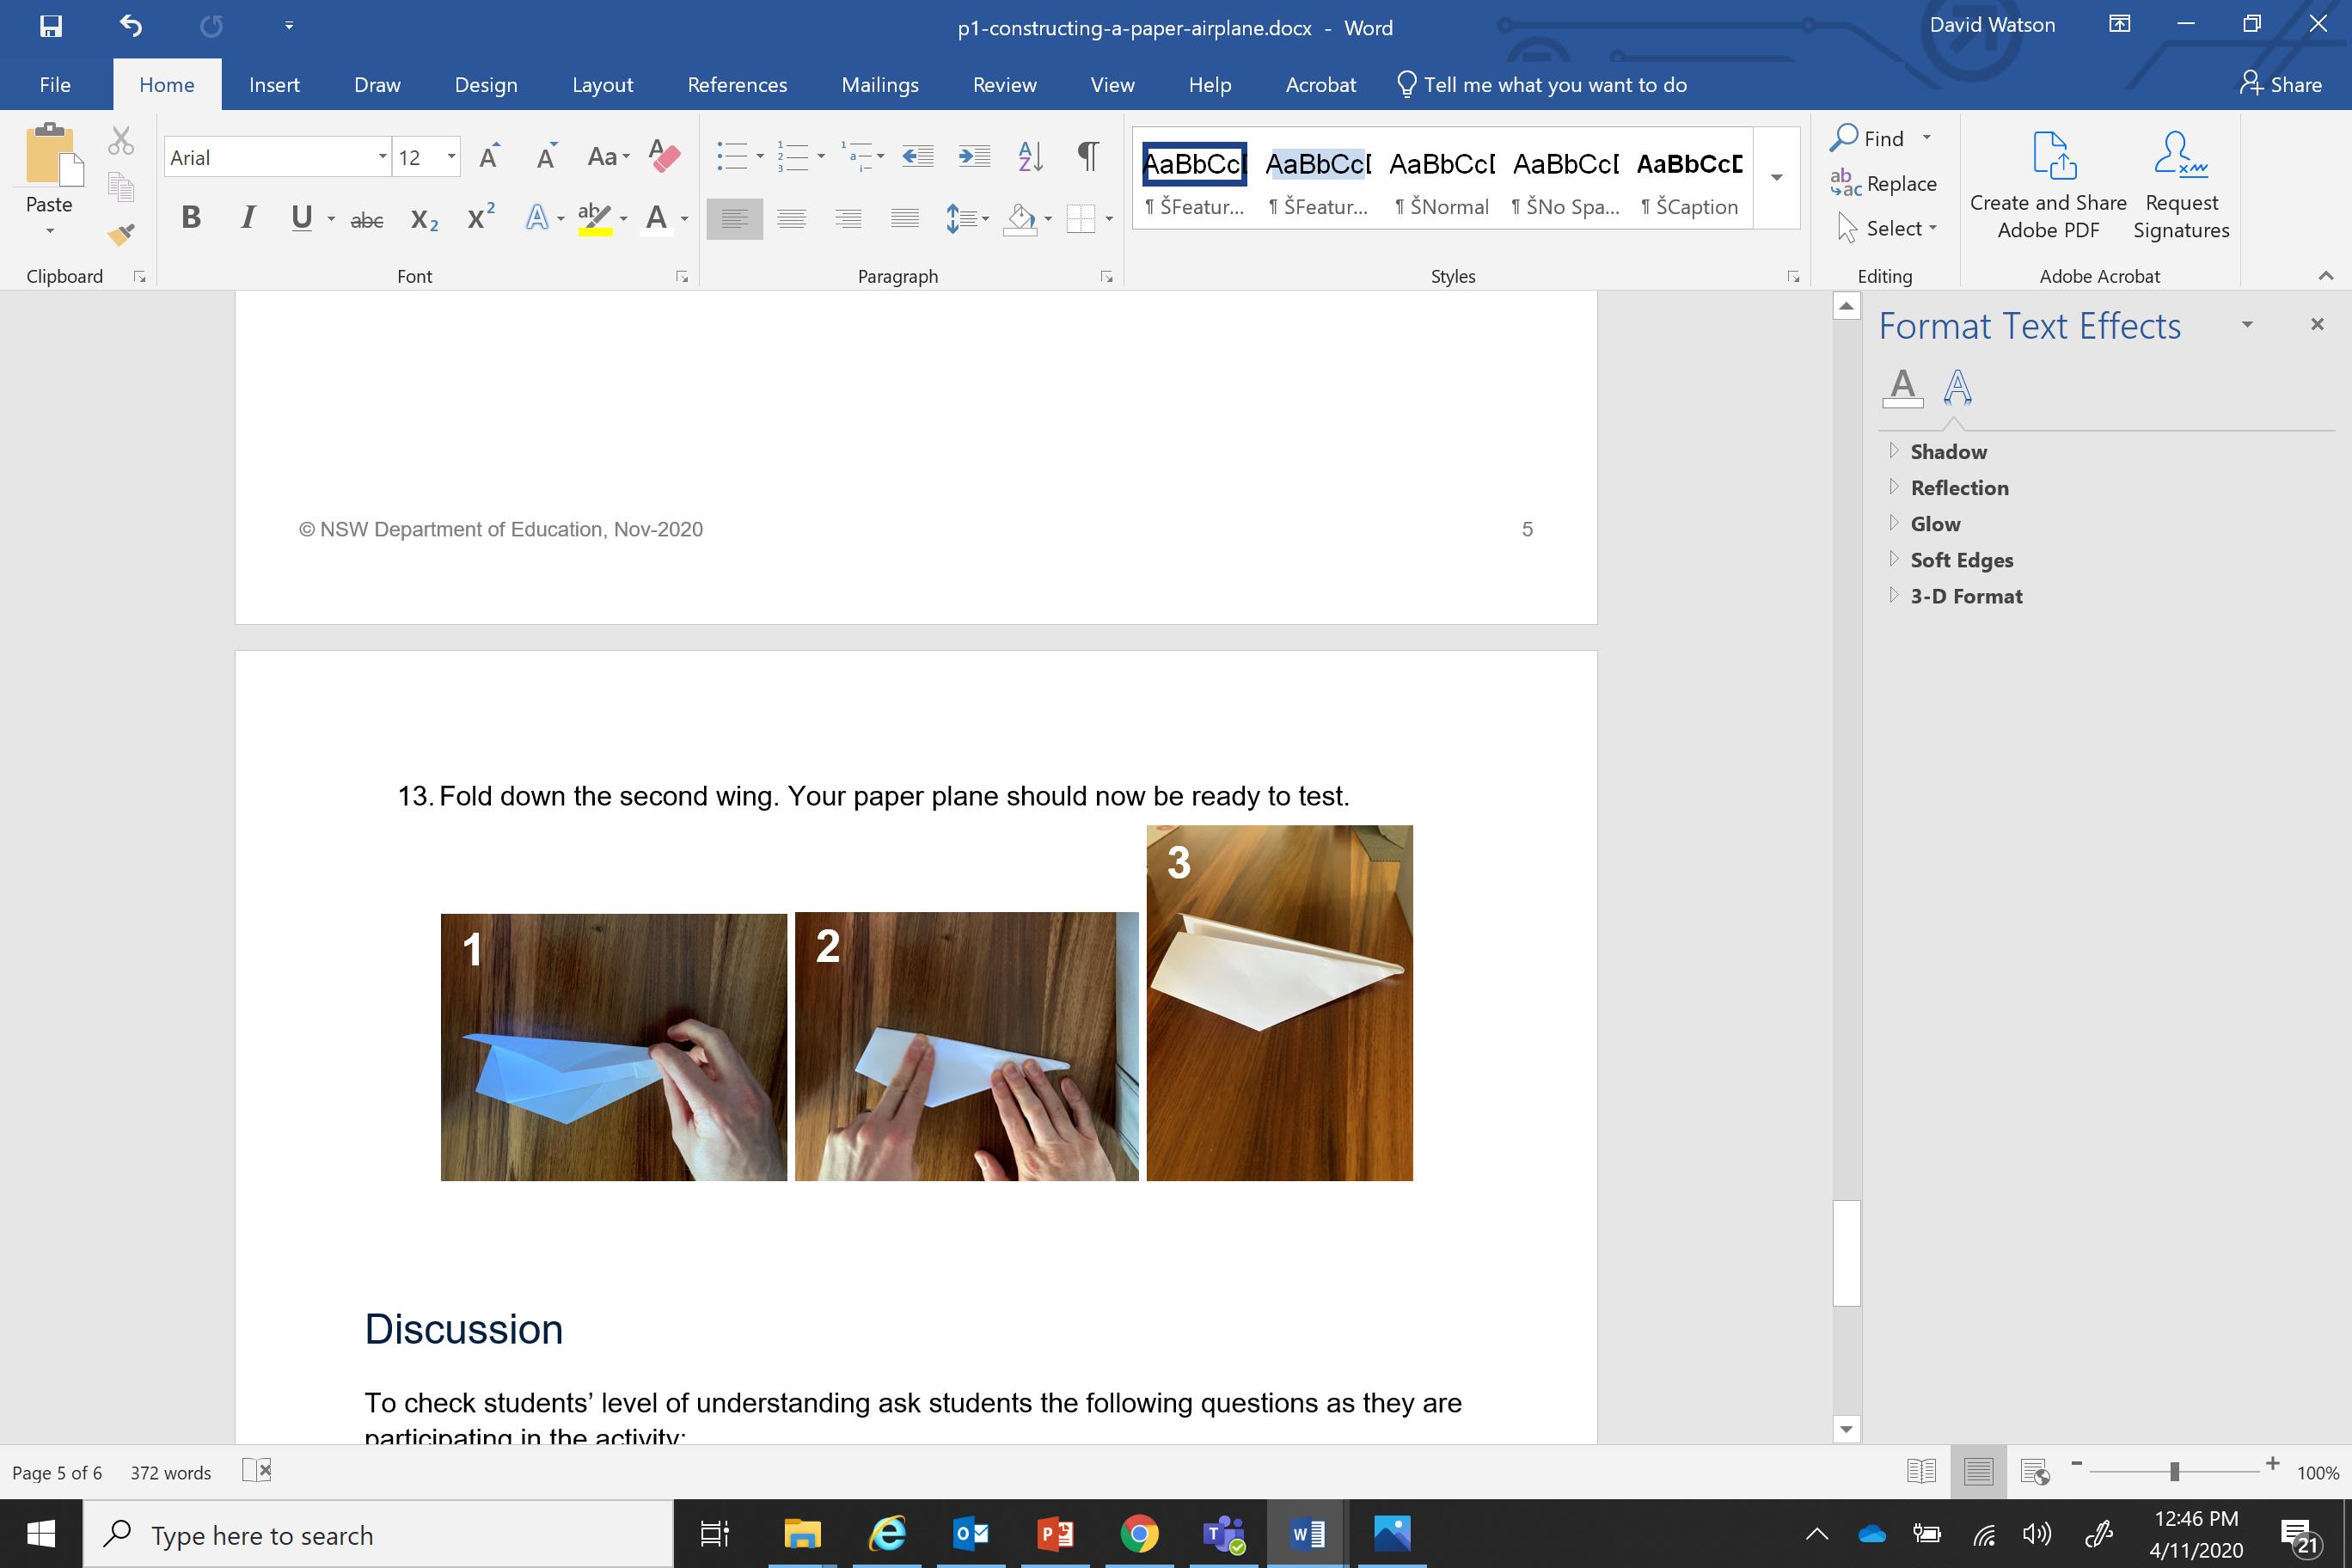 p1-constructing-a-paper-airplane.docx - Word
David Watson
File Home Insert Draw Design Layout References Mailings Review View Help Acrobat Tell me what you want to do Share
Paste
Clipboard
Arial 12
Font
Paragraph
AaBbCcI AaBbCcI AaBbCcI AaBbCcI AaBbCcD
¶ ŠFeatur... ¶ ŠFeatur... ¶ ŠNormal ¶ ŠNo Spa... ¶ ŠCaption
Styles
Find
Replace
Select
Editing
Create and Share
Adobe PDF
Request
Signatures
Adobe Acrobat
© NSW Department of Education, Nov-2020 5
13. Fold down the second wing. Your paper plane should now be ready to test.
1
2
3
Discussion
To check students’ level of understanding ask students the following questions as they are
participating in the activity:
Format Text Effects
Shadow
Reflection
Glow
Soft Edges
3-D Format
Page 5 of 6 372 words
100%
Type here to search
12:46 PM
4/11/2020
21